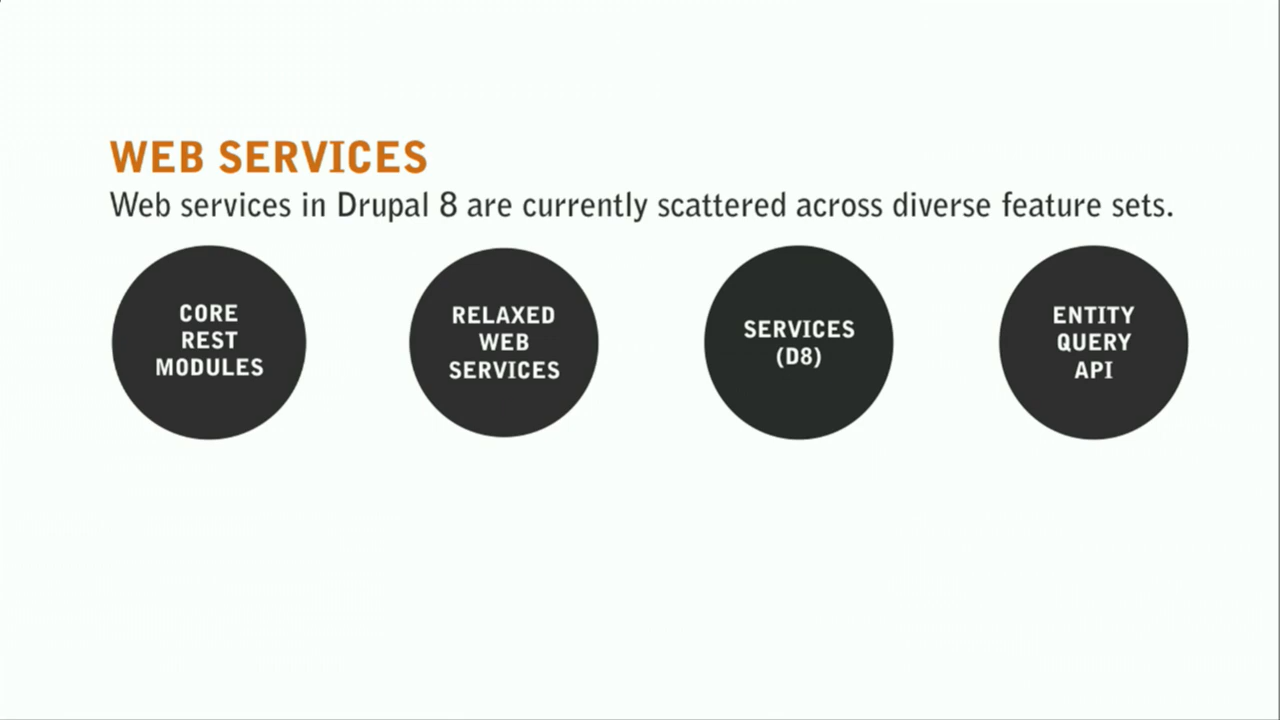 WEB SERVICES
Web services in Drupal 8 are currently scattered across diverse feature sets.
CORE
REST
MODULES
RELAXED
WEB
SERVICES
SERVICES
(D8)
ENTITY
QUERY
API